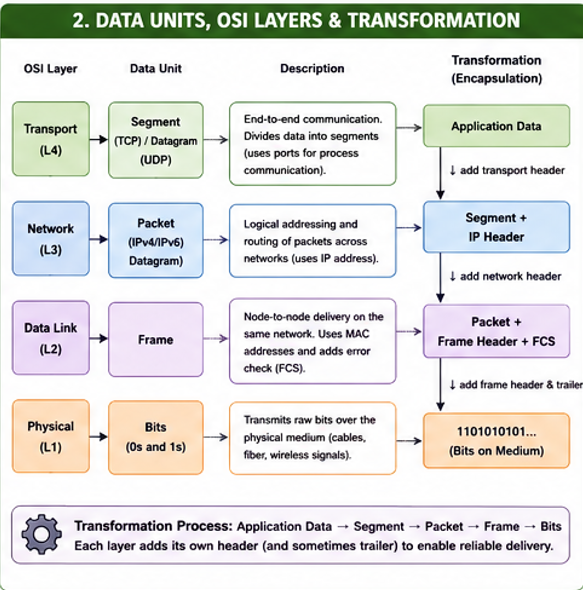 2. DATA UNITS, OSI LAYERS & TRANSFORMATION
OSI Layer
Data Unit
Description
Transformation
(Encapsulation)
Transport
(L4)
Segment
(TCP) / Datagram
(UDP)
End-to-end communication.
Divides data into segments
(uses ports for process
communication).
Application Data
↓ add transport header
Network
(L3)
Packet
(IPv4/IPv6)
Datagram)
Logical addressing and
routing of packets across
networks (uses IP address).
Segment +
IP Header
↓ add network header
Data Link
(L2)
Frame
Node-to-node delivery on the
same network. Uses MAC
addresses and adds error
check (FCS).
Packet +
Frame Header + FCS
↓ add frame header & trailer
Physical
(L1)
Bits
(0s and 1s)
Transmits raw bits over the
physical medium (cables,
fiber, wireless signals).
1101010101...
(Bits on Medium)
Transformation Process: Application Data → Segment → Packet → Frame → Bits
Each layer adds its own header (and sometimes trailer) to enable reliable delivery.